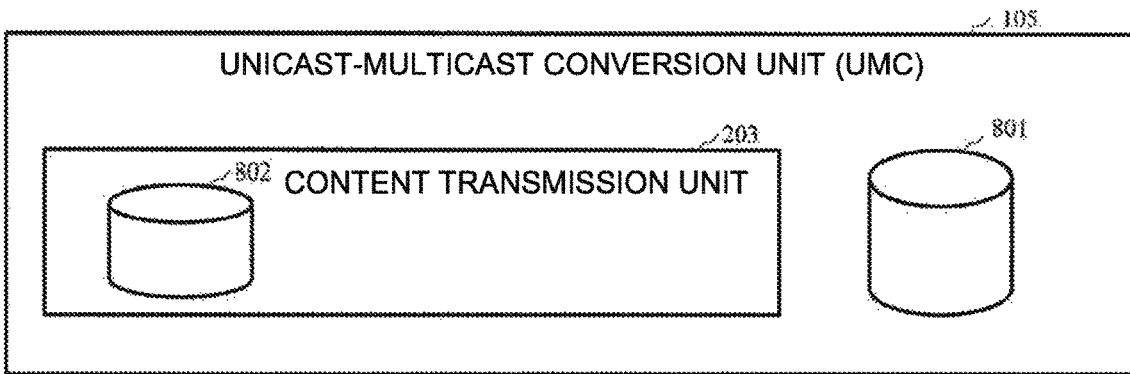 105
UNICAST-MULTICAST CONVERSION UNIT (UMC)
203
801
802
CONTENT TRANSMISSION UNIT